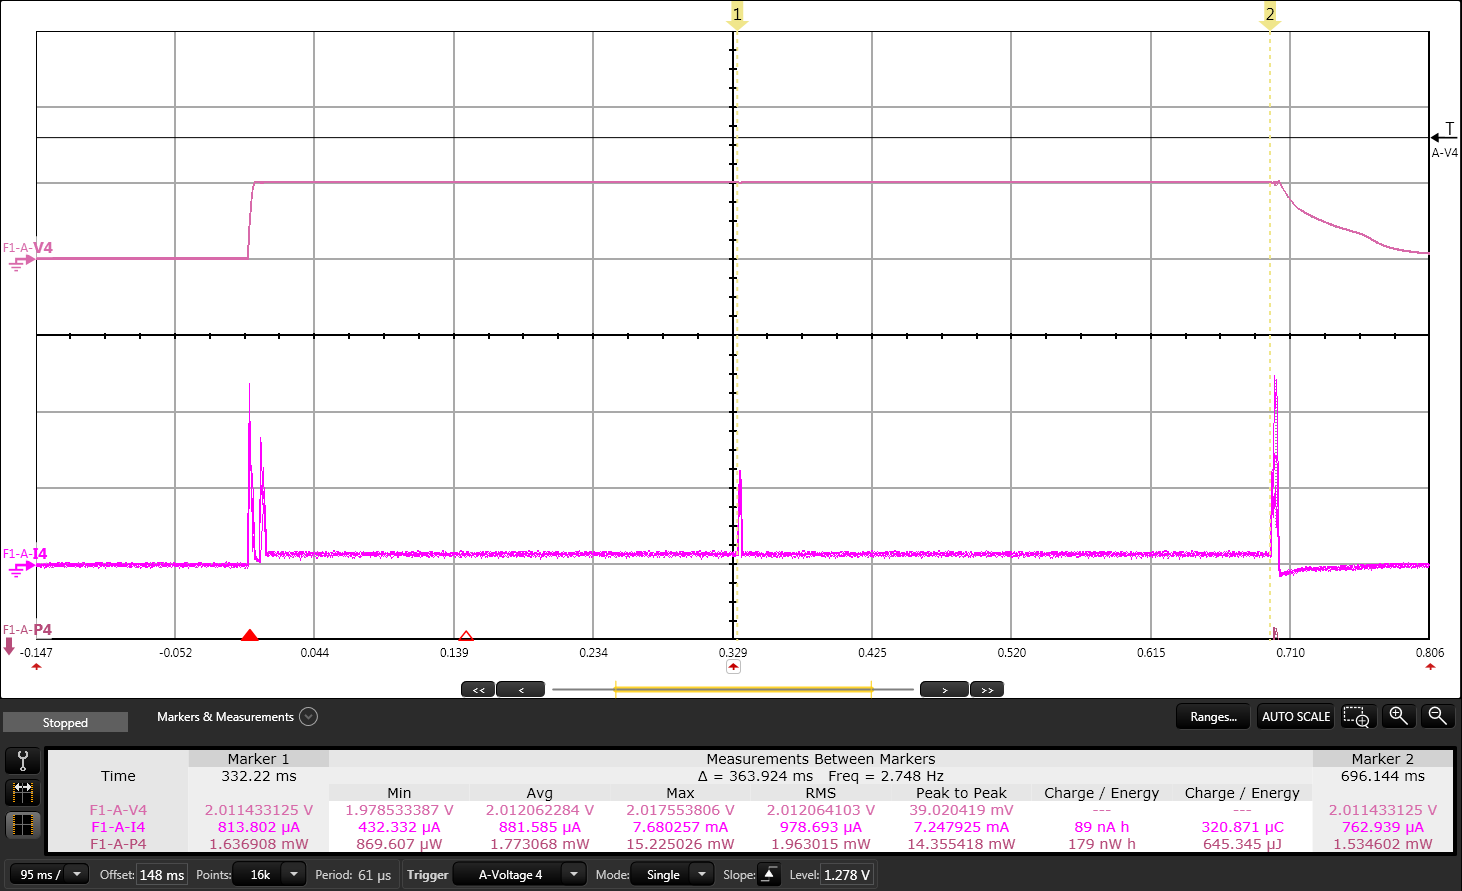 1 2
T
A-V4
F1-A-V4
F1-A-I4
F1-A-P4
-0.147 -0.052 0.044 0.139 0.234 0.329 0.425 0.520 0.615 0.710 0.806
<< < > >>
Stopped Markers & Measurements Ranges... AUTO SCALE
Marker 1 Measurements Between Markers Marker 2
Time 332.22 ms Δ = 363.924 ms Freq = 2.748 Hz 696.144 ms
Min Avg Max RMS Peak to Peak Charge / Energy Charge / Energy
F1-A-V4 2.011433125 V 1.978533387 V 2.012062284 V 2.017553806 V 2.012064103 V 39.020419 mV --- --- 2.011433125 V
F1-A-I4 813.802 µA 432.332 µA 881.585 µA 7.680257 mA 978.693 µA 7.247925 mA 89 nA h 320.871 µC 762.939 µA
F1-A-P4 1.636908 mW 869.607 µW 1.773068 mW 15.225026 mW 1.963015 mW 14.355418 mW 179 nW h 645.345 µJ 1.534602 mW
95 ms / Offset: 148 ms Points: 16k Period: 61 µs Trigger A-Voltage 4 Mode: Single Slope: Level: 1.278 V